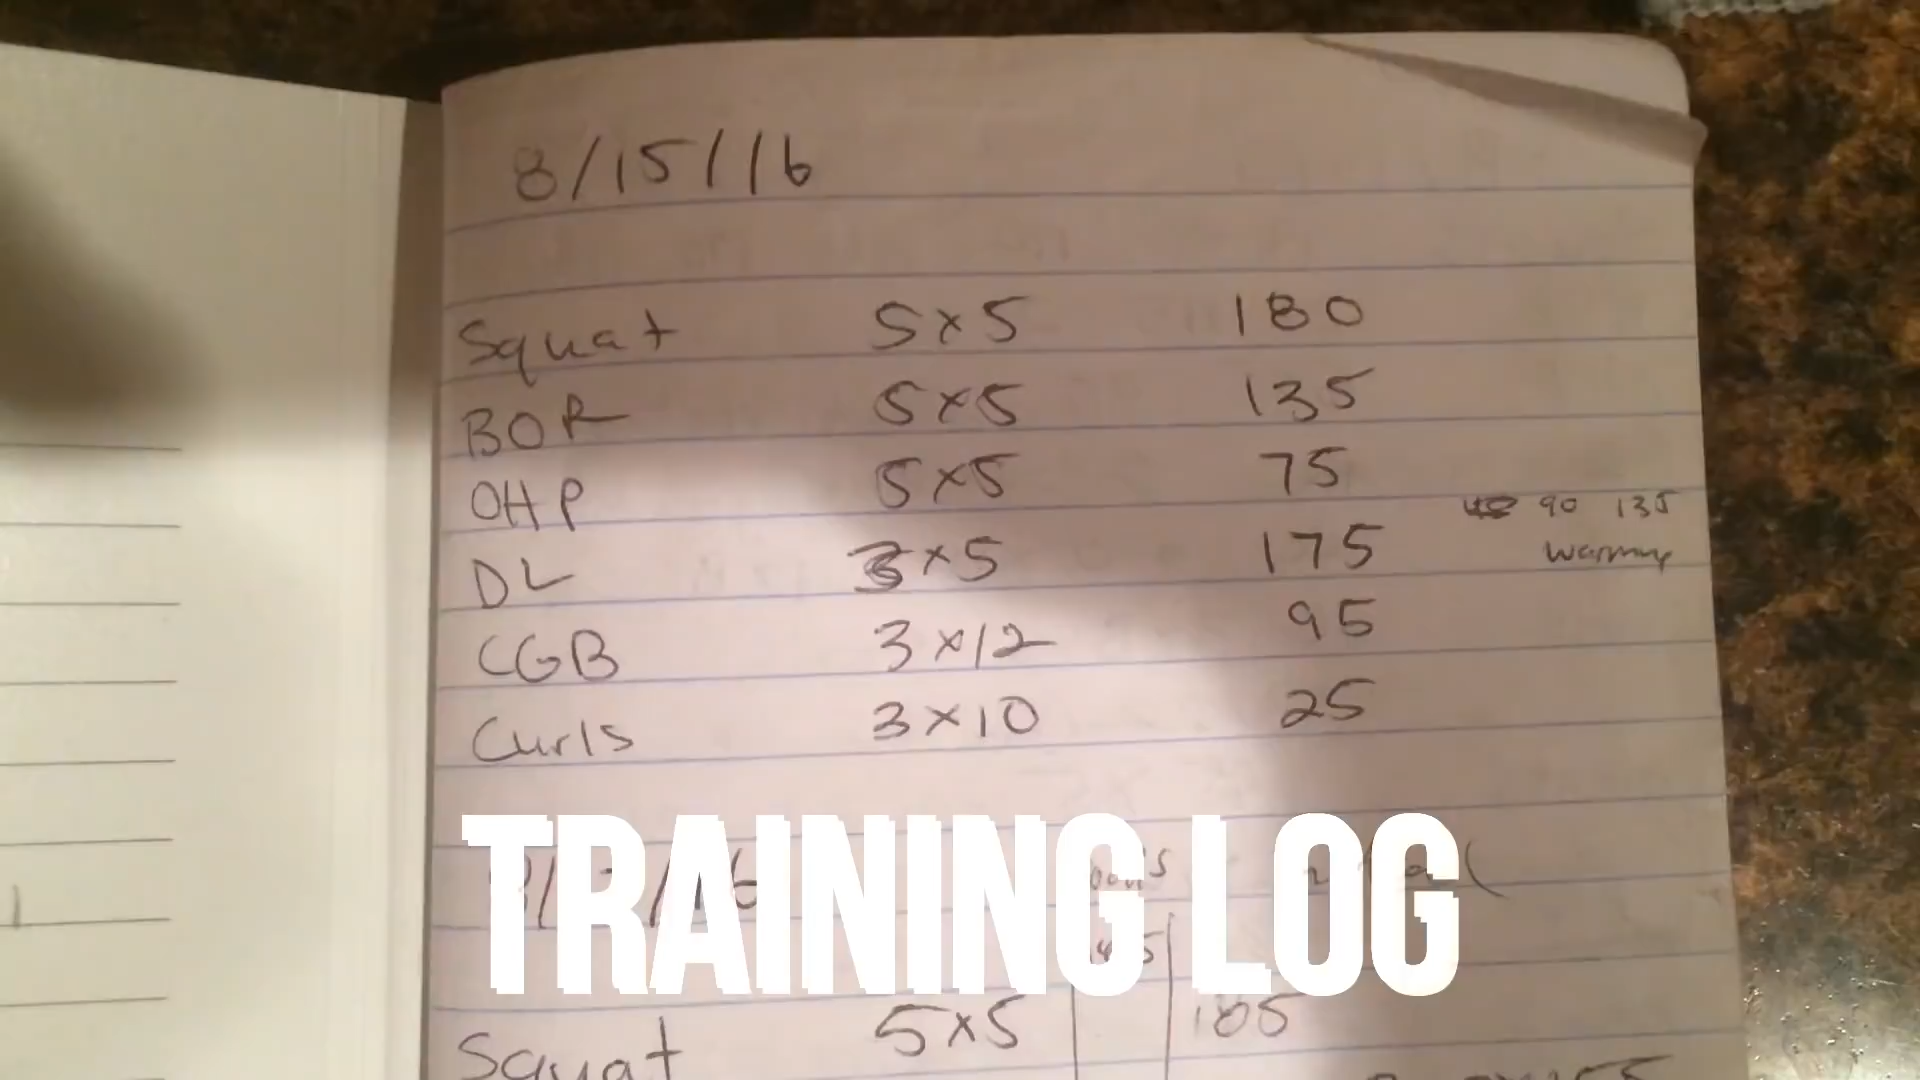 8/15/16
Squat 5x5 180
BOR 5x5 135
OHP 5x5 75
DL 3x5 175 90 135
warmup
CGB 3x12 95
Curls 3x10 25
TRAINING LOG
Squat 5x5 185